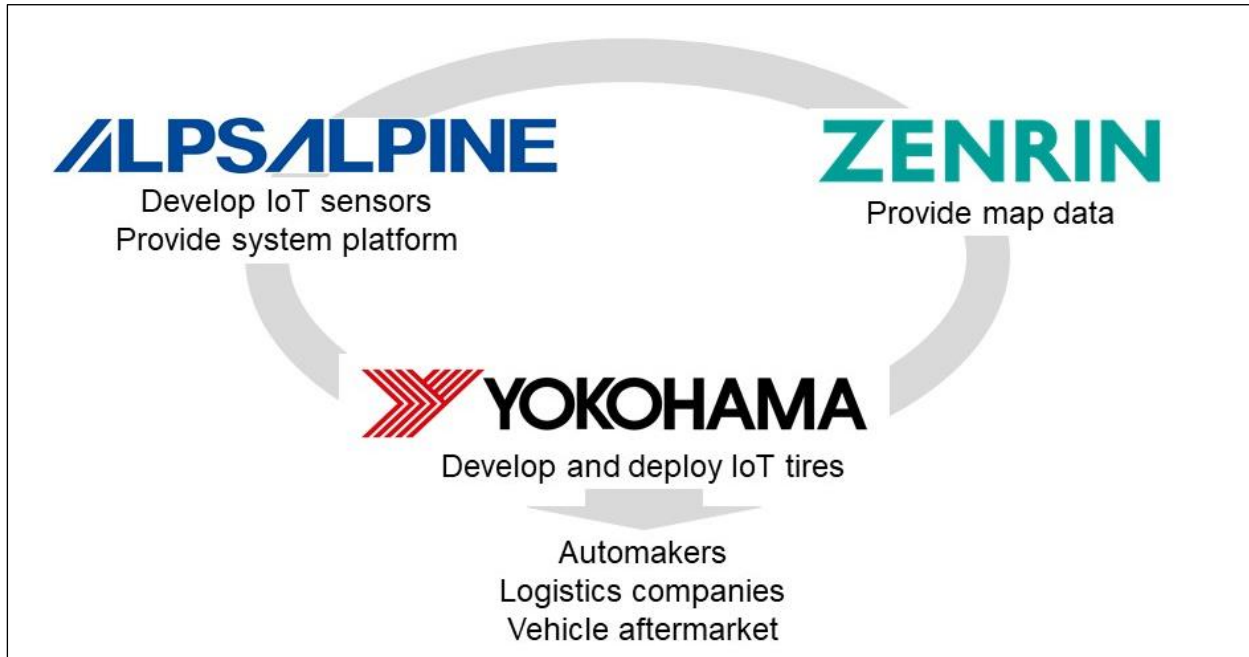 ALPSALPINE
Develop IoT sensors
Provide system platform
ZENRIN
Provide map data
YOKOHAMA
Develop and deploy IoT tires
Automakers
Logistics companies
Vehicle aftermarket